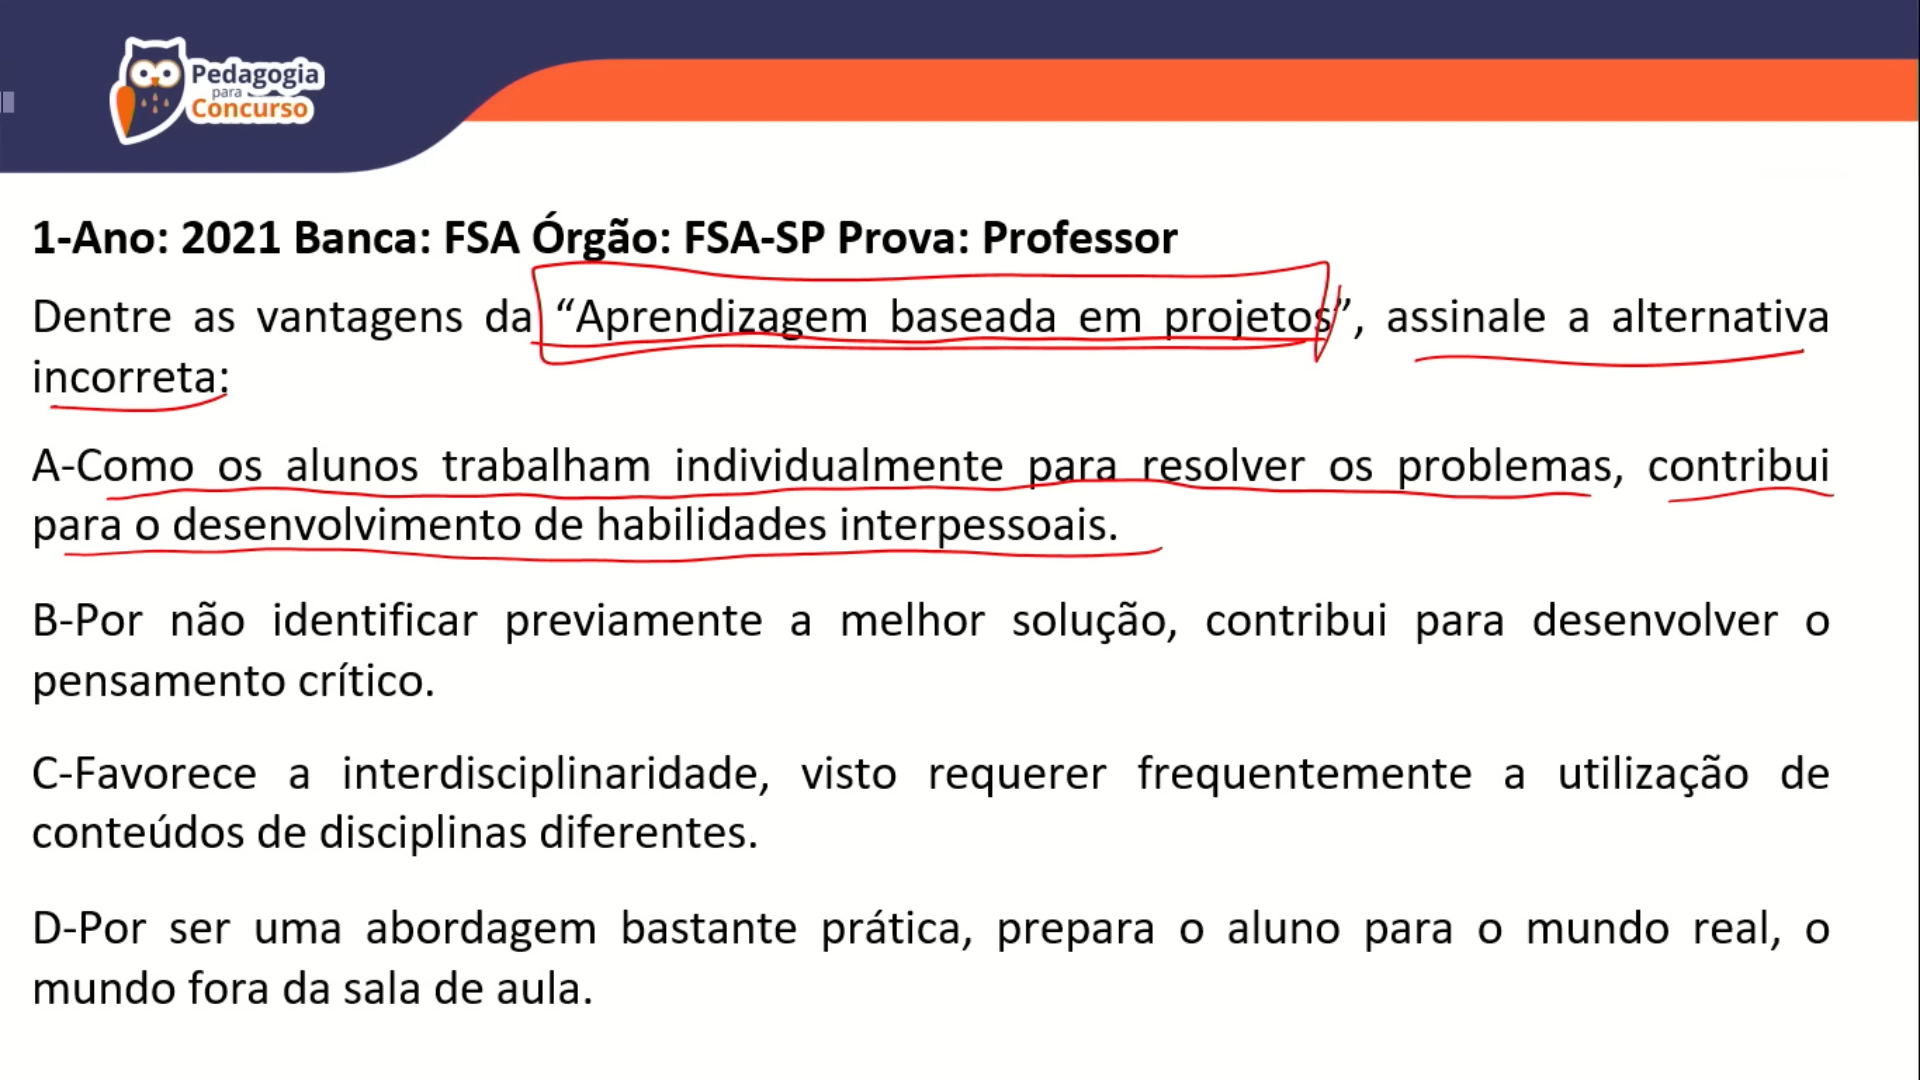 Pedagogia
para
Concurso
1-Ano: 2021 Banca: FSA Órgão: FSA-SP Prova: Professor
Dentre as vantagens da “Aprendizagem baseada em projetos”, assinale a alternativa
incorreta:
A-Como os alunos trabalham individualmente para resolver os problemas, contribui
para o desenvolvimento de habilidades interpessoais.
B-Por não identificar previamente a melhor solução, contribui para desenvolver o
pensamento crítico.
C-Favorece a interdisciplinaridade, visto requerer frequentemente a utilização de
conteúdos de disciplinas diferentes.
D-Por ser uma abordagem bastante prática, prepara o aluno para o mundo real, o
mundo fora da sala de aula.